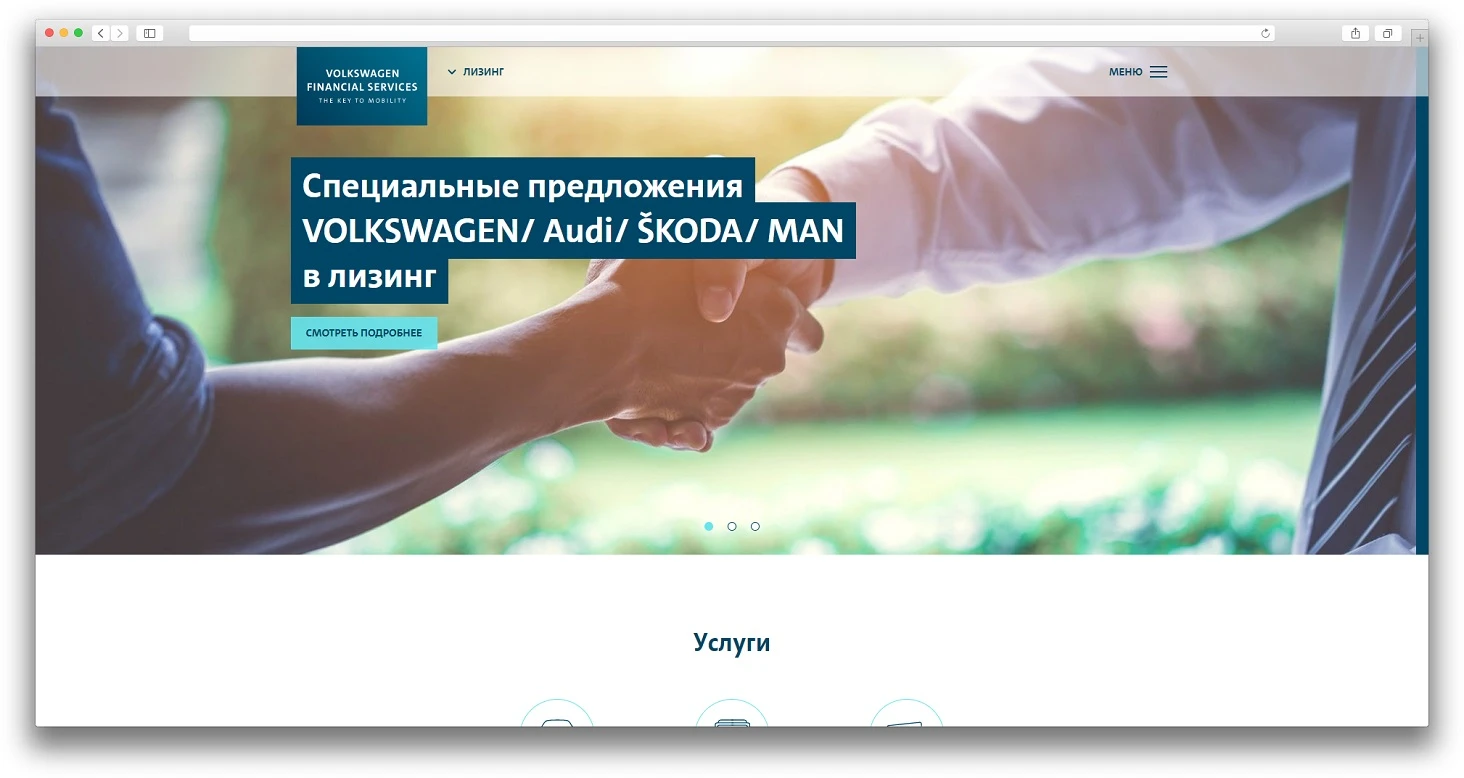 VOLKSWAGEN
FINANCIAL SERVICES
THE KEY TO MOBILITY
ЛИЗИНГ
МЕНЮ
Специальные предложения
VOLKSWAGEN/ Audi/ ŠKODA/ MAN
в лизинг
СМОТРЕТЬ ПОДРОБНЕЕ
Услуги